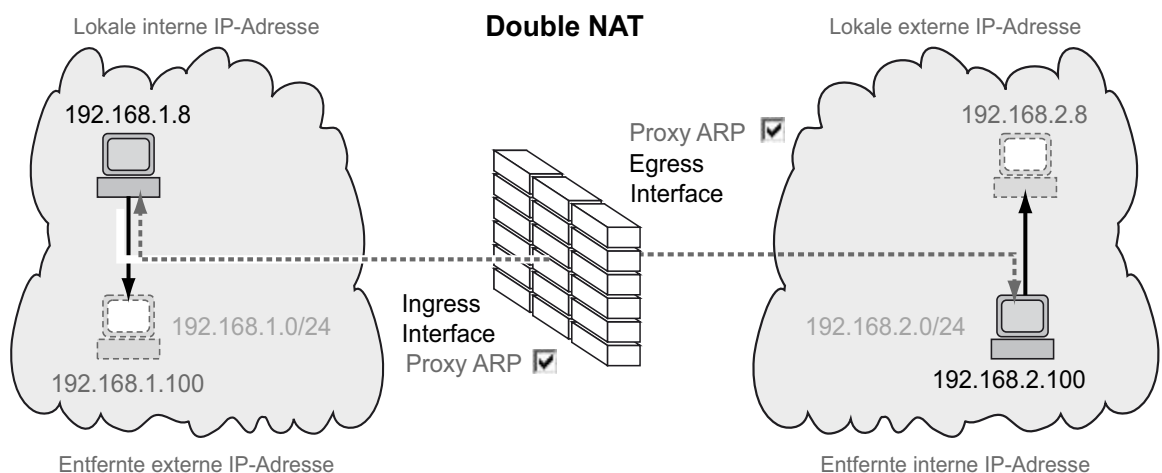 Lokale interne IP-Adresse
Double NAT
Lokale externe IP-Adresse
192.168.1.8
192.168.2.8
Proxy ARP
Egress
Interface
Ingress
Interface
Proxy ARP
192.168.1.0/24
192.168.2.0/24
192.168.1.100
192.168.2.100
Entfernte externe IP-Adresse
Entfernte interne IP-Adresse